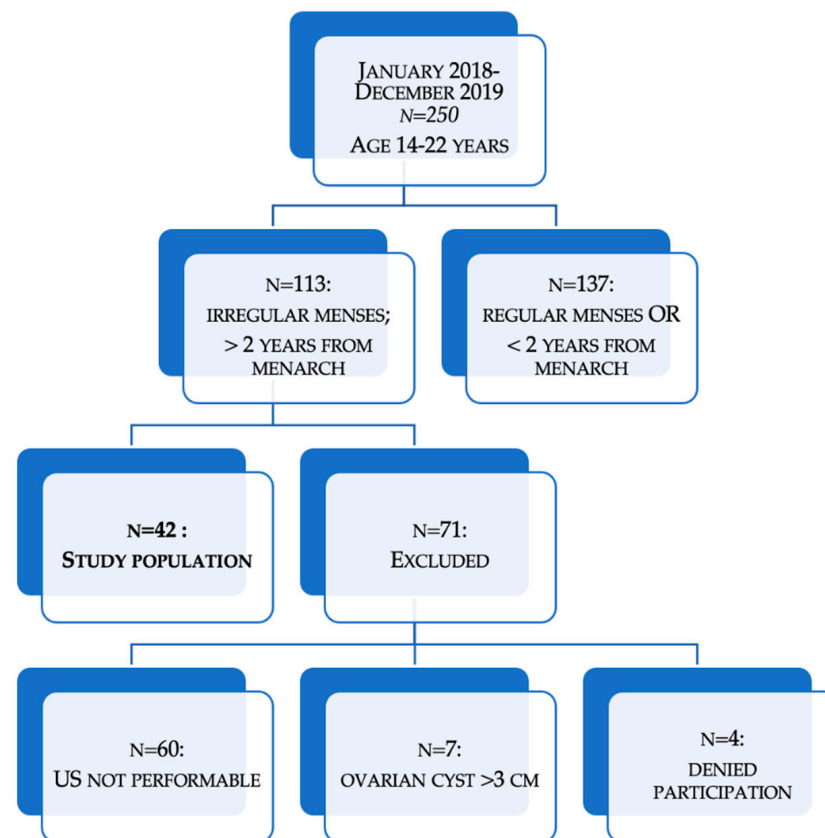 JANUARY 2018-
DECEMBER 2019
N=250
AGE 14-22 YEARS
N=113:
IRREGULAR MENSES;
> 2 YEARS FROM
MENARCH
N=137:
REGULAR MENSES OR
< 2 YEARS FROM
MENARCH
N=42 :
STUDY POPULATION
N=71:
EXCLUDED
N=60:
US NOT PERFORMABLE
N=7:
OVARIAN CYST >3 CM
N=4:
DENIED
PARTICIPATION